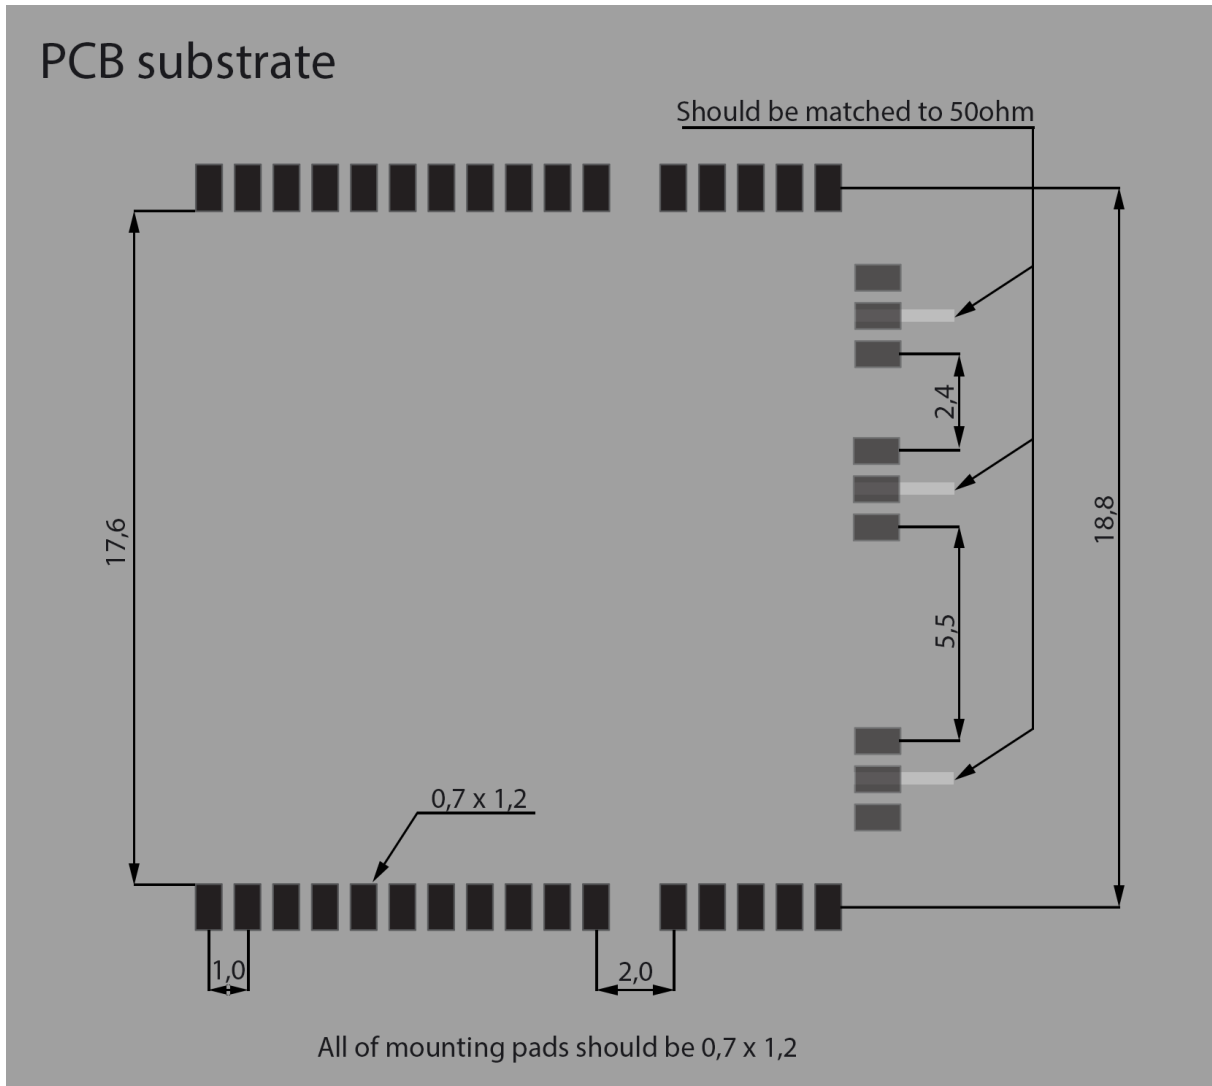 PCB substrate
Should be matched to 50ohm
2,4
17,6
18,8
5,5
0,7 x 1,2
1,0
2,0
All of mounting pads should be 0,7 x 1,2